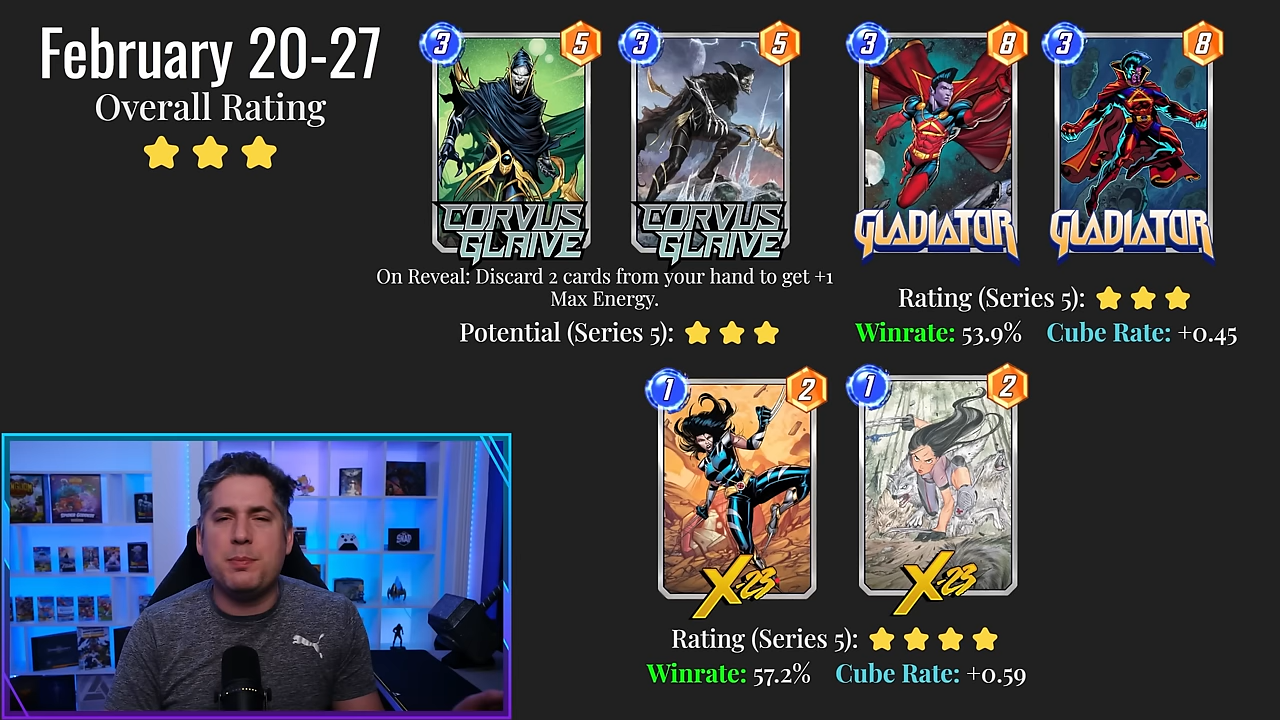 February 20-27
Overall Rating
3
5
CORVUS
GLAIVE
3
5
CORVUS
GLAIVE
On Reveal: Discard 2 cards from your hand to get +1
Max Energy.
Potential (Series 5):
3
8
GLADIATOR
3
8
GLADIATOR
Rating (Series 5):
Winrate: 53.9% Cube Rate: +0.45
1
2
X-23
1
2
X-23
Rating (Series 5):
Winrate: 57.2% Cube Rate: +0.59
SNAP